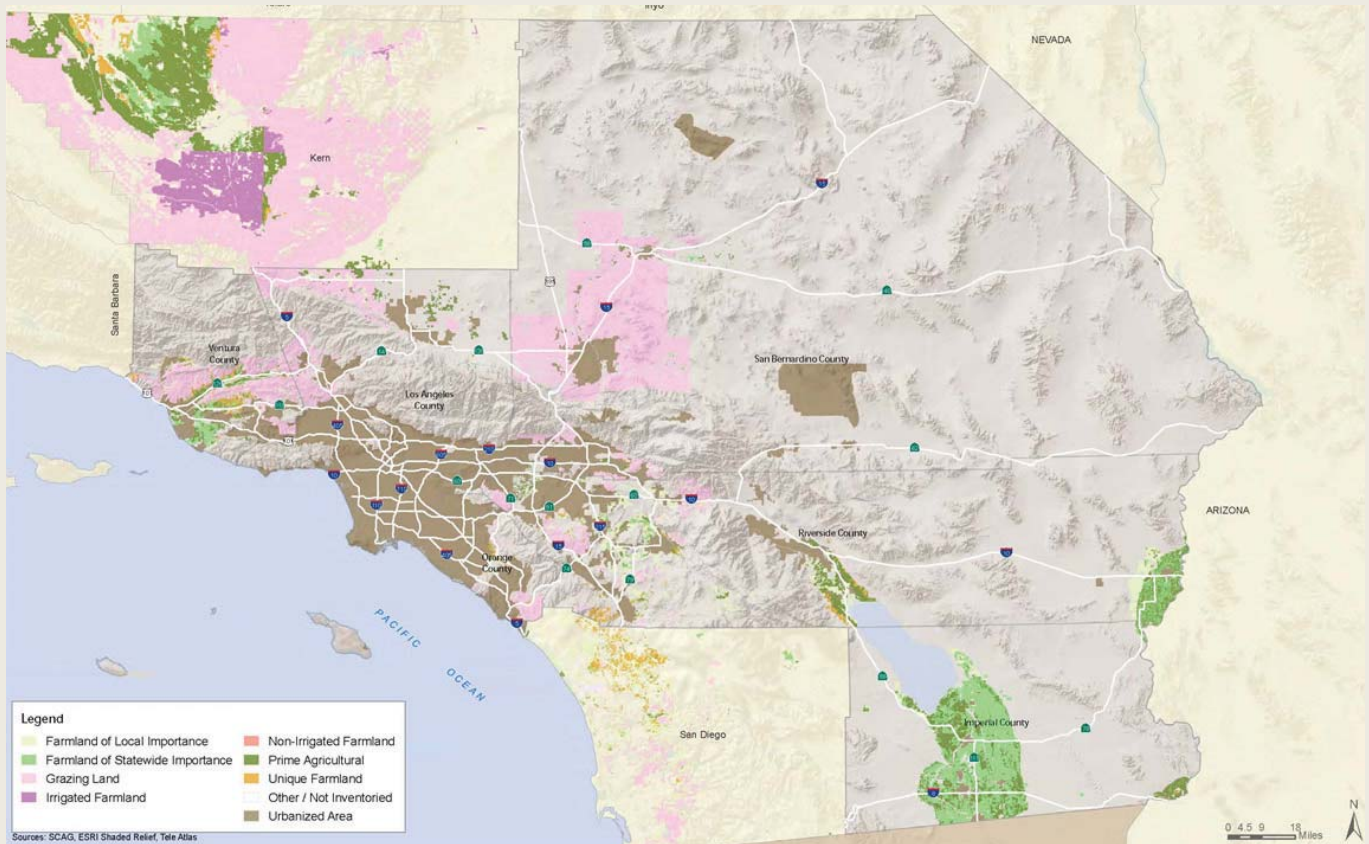 Inyo
NEVADA
Kern
Santa Barbara
Ventura
County
Los Angeles
County
San Bernardino County
Orange
County
Riverside County
ARIZONA
PACIFIC
OCEAN
San Diego
Imperial County
Legend
Farmland of Local Importance
Farmland of Statewide Importance
Grazing Land
Irrigated Farmland
Non-Irrigated Farmland
Prime Agricultural
Unique Farmland
Other / Not Inventoried
Urbanized Area
Sources: SCAG, ESRI Shaded Relief, Tele Atlas
N
0 4.5 9 18
Miles